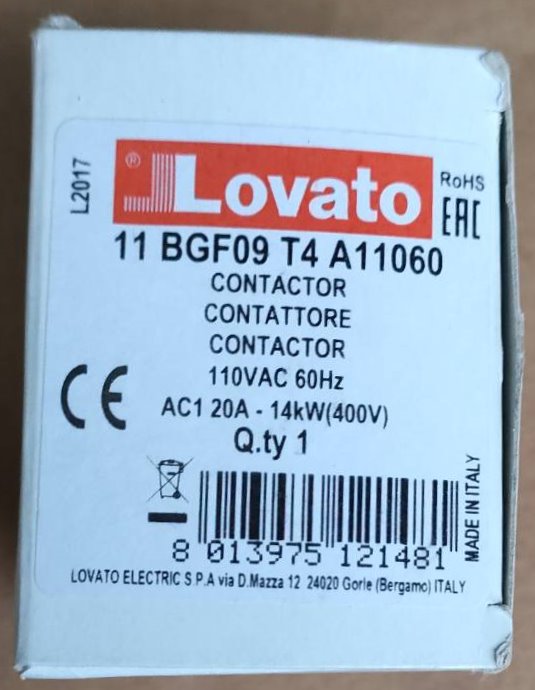 L2017
® Lovato
RoHS
EAC
11 BGF09 T4 A11060
CONTACTOR
CONTATTORE
CONTACTOR
110VAC 60Hz
CE
AC1 20A - 14kW(400V)
Q.ty 1
8 013975 121481
MADE IN ITALY
LOVATO ELECTRIC S.P.A via D.Mazza 12 24020 Gorle (Bergamo) ITALY